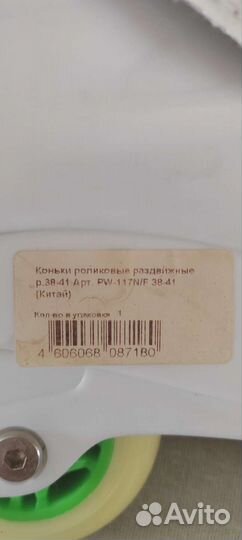 Коньки роликовые раздвижные
р.38-41 Арт. PW-117N/F 38-41
(Китай)
Кол-во в упаковке 1
4 606068 087180
Avito